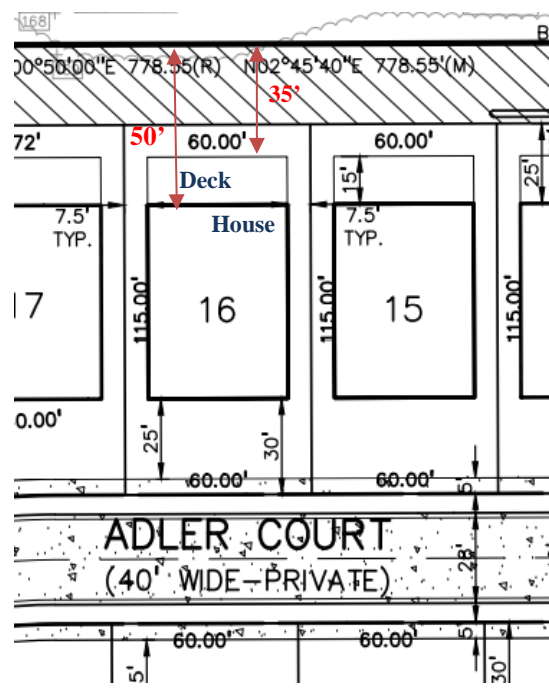 168
B
00°50'00"E 778.55(R) N02°45'40"E 778.55'(M)
35'
50'
72' 60.00' 60.00'
15' 25'
Deck
House
7.5'
TYP.
7.5'
TYP.
17 115.00' 16 115.00' 15 115.00'
0.00'
25' 30'
60.00' 60.00' 5'
ADLER COURT
(40' WIDE-PRIVATE)
28'
60.00' 60.00' 5'
5' 30'